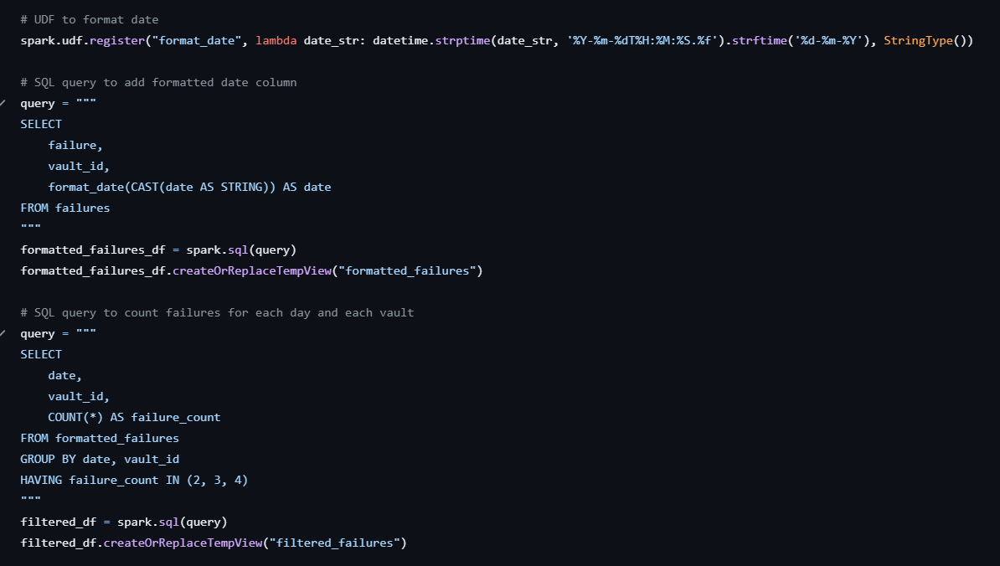 # UDF to format date
spark.udf.register("format_date", lambda date_str: datetime.strptime(date_str, '%Y-%m-%dT%H:%M:%S.%f').strftime('%d-%m-%Y'), StringType())
# SQL query to add formatted date column
query = """
SELECT
    failure,
    vault_id,
    format_date(CAST(date AS STRING)) AS date
FROM failures
"""
formatted_failures_df = spark.sql(query)
formatted_failures_df.createOrReplaceTempView("formatted_failures")
# SQL query to count failures for each day and each vault
query = """
SELECT
    date,
    vault_id,
    COUNT(*) AS failure_count
FROM formatted_failures
GROUP BY date, vault_id
HAVING failure_count IN (2, 3, 4)
"""
filtered_df = spark.sql(query)
filtered_df.createOrReplaceTempView("filtered_failures")